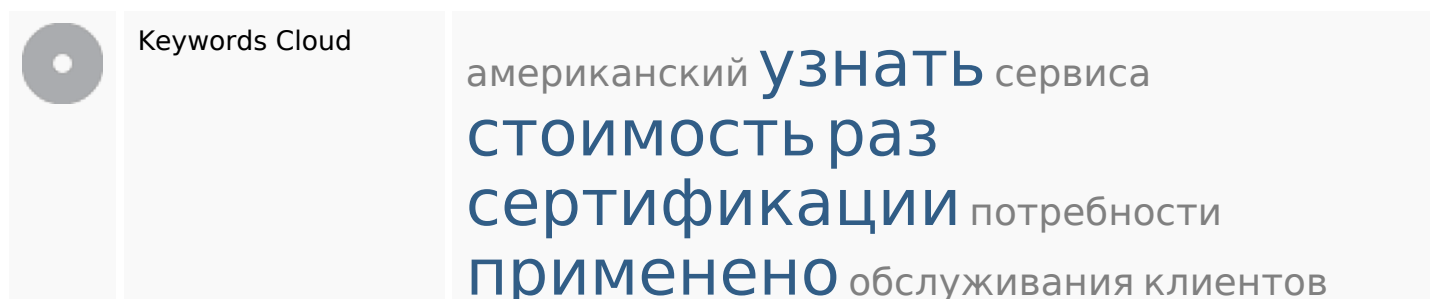 Keywords Cloud
американский узнать сервиса
стоимость раз
сертификации потребности
применено обслуживания клиентов